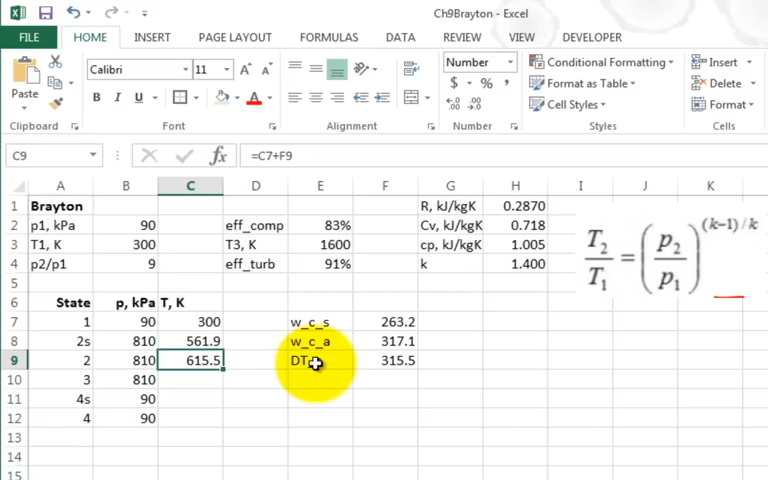 Ch9Brayton - Excel
FILE HOME INSERT PAGE LAYOUT FORMULAS DATA REVIEW VIEW DEVELOPER
Paste
Calibri 11 A A
B I U A
Number
$ % ,
Conditional Formatting
Format as Table
Cell Styles
Insert
Delete
Format
Clipboard Font Alignment Number Styles Cells
C9 fx =C7+F9
A B C D E F G H I J K
1 Brayton R, kJ/kgK 0.2870
2 p1, kPa 90 eff_comp 83% Cv, kJ/kgK 0.718
3 T1, K 300 T3, K 1600 cp, kJ/kgK 1.005
4 p2/p1 9 eff_turb 91% k 1.400
5
6 State p, kPa T, K
7 1 90 300 w_c_s 263.2
8 2s 810 561.9 w_c_a 317.1
9 2 810 615.5 DT 315.5
10 3 810
11 4s 90
12 4 90
13
14
15
T2/T1 = (p2/p1)^(k−1)/k